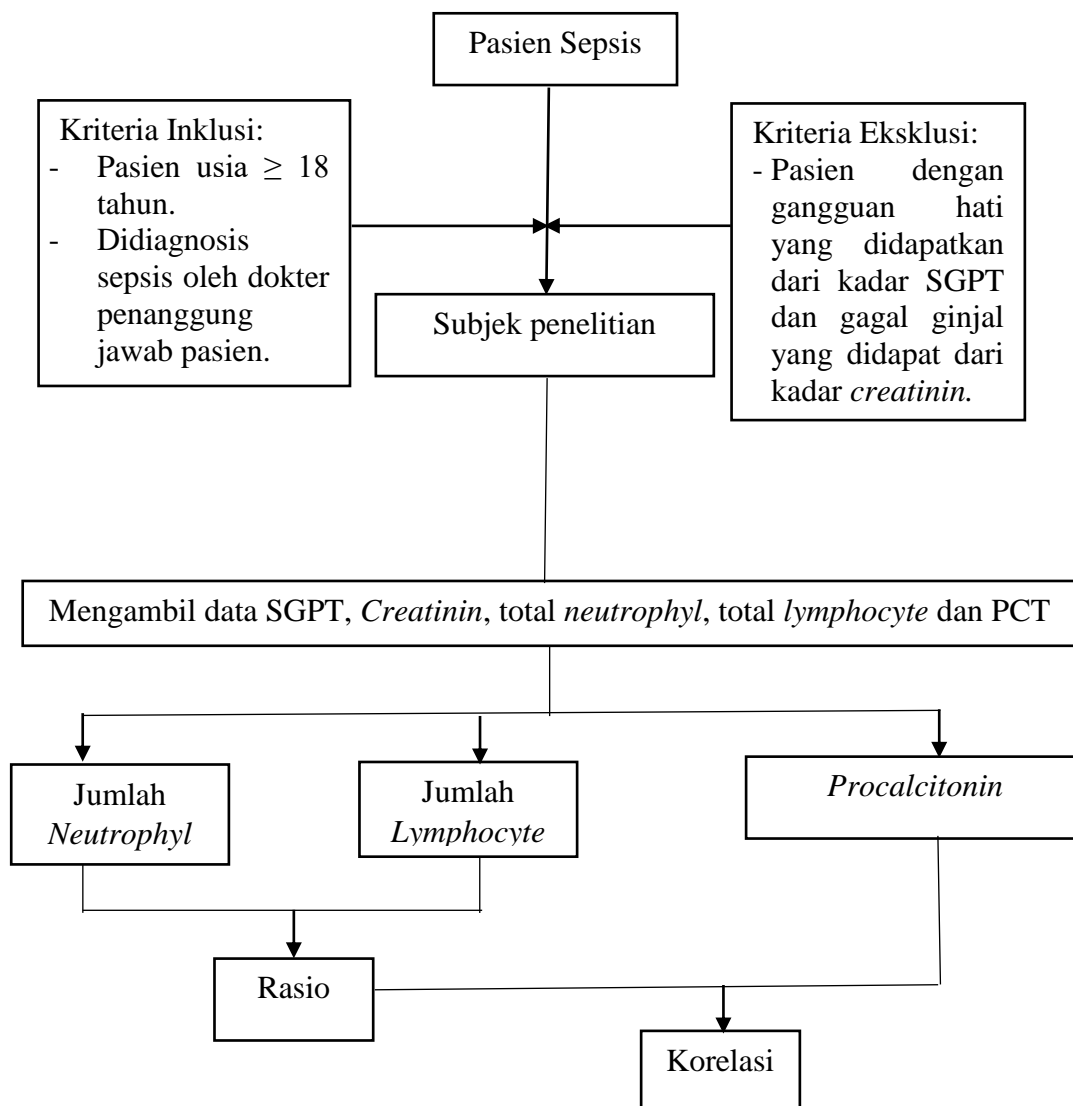 Pasien Sepsis
Kriteria Inklusi:
- Pasien usia ≥ 18
tahun.
- Didiagnosis
sepsis oleh dokter
penanggung
jawab pasien.
Kriteria Eksklusi:
- Pasien dengan
gangguan hati
yang didapatkan
dari kadar SGPT
dan gagal ginjal
yang didapat dari
kadar creatinin.
Subjek penelitian
Mengambil data SGPT, Creatinin, total neutrophyl, total lymphocyte dan PCT
Jumlah
Neutrophyl
Jumlah
Lymphocyte
Procalcitonin
Rasio
Korelasi